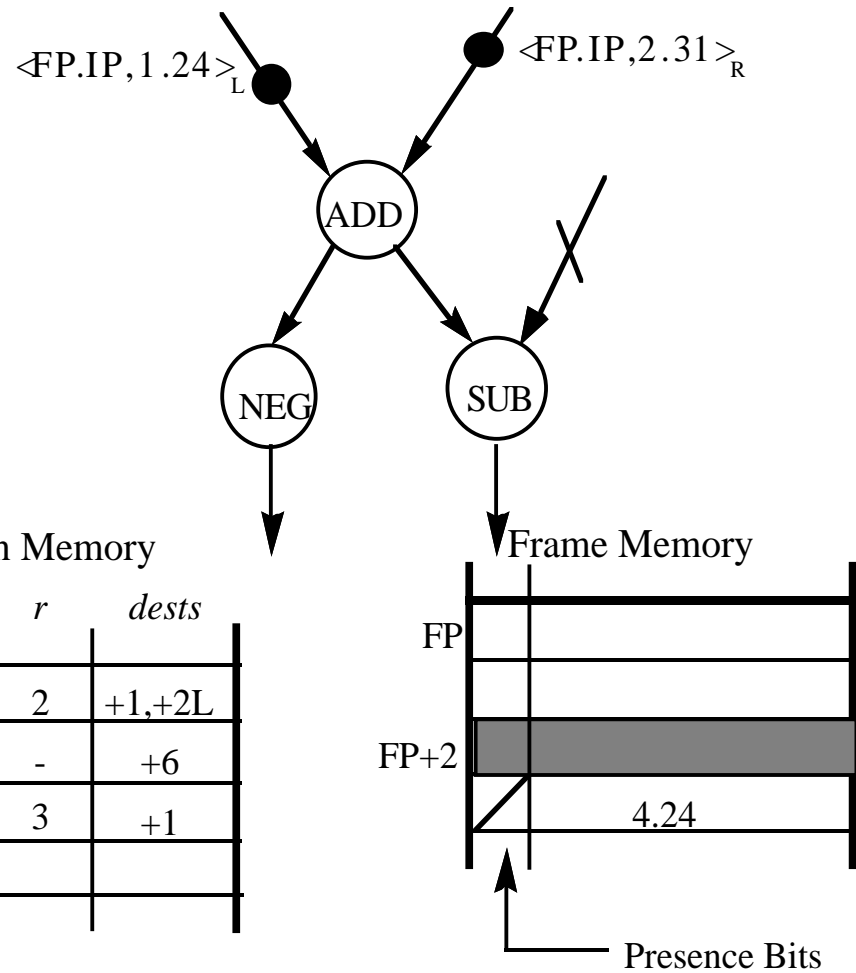 <FP.IP,1.24>L
<FP.IP,2.31>R
ADD
NEG
SUB
n Memory
r dests
2 +1,+2L
- +6
3 +1
Frame Memory
FP
FP+2
4.24
Presence Bits